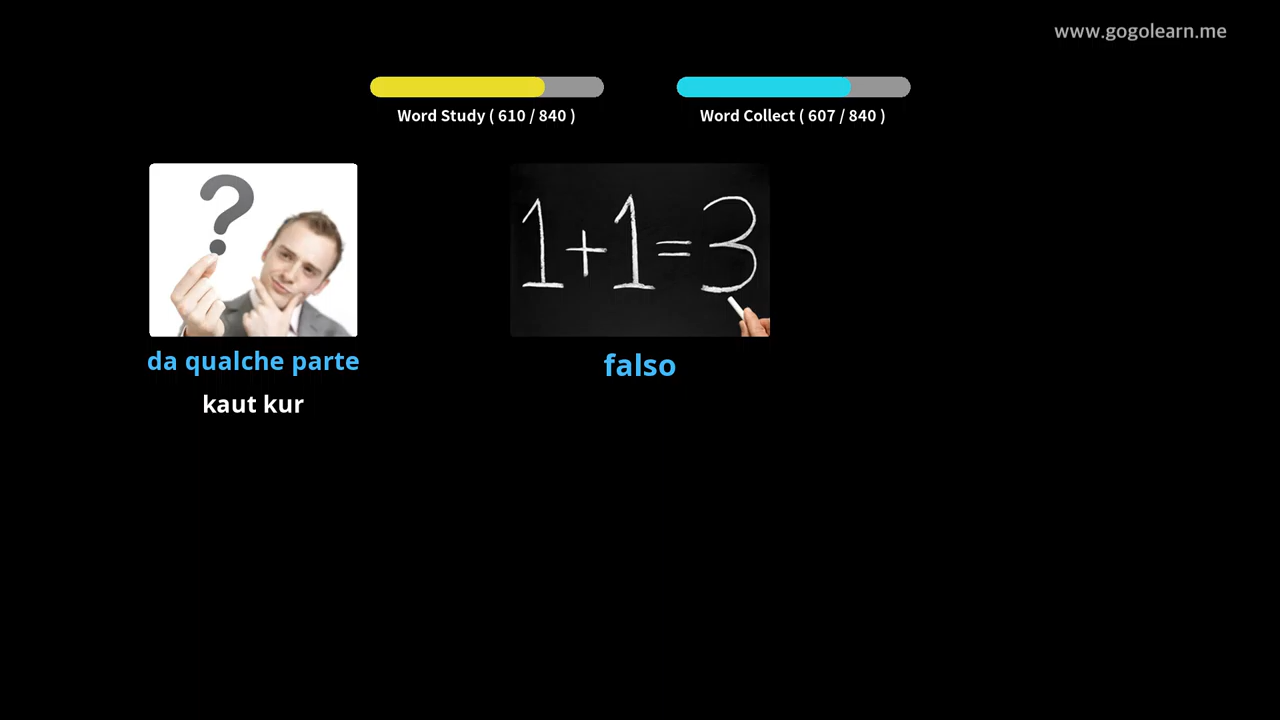 www.gogolearn.me
Word Study ( 610 / 840 )
Word Collect ( 607 / 840 )
?
1+1=3
da qualche parte
falso
kaut kur